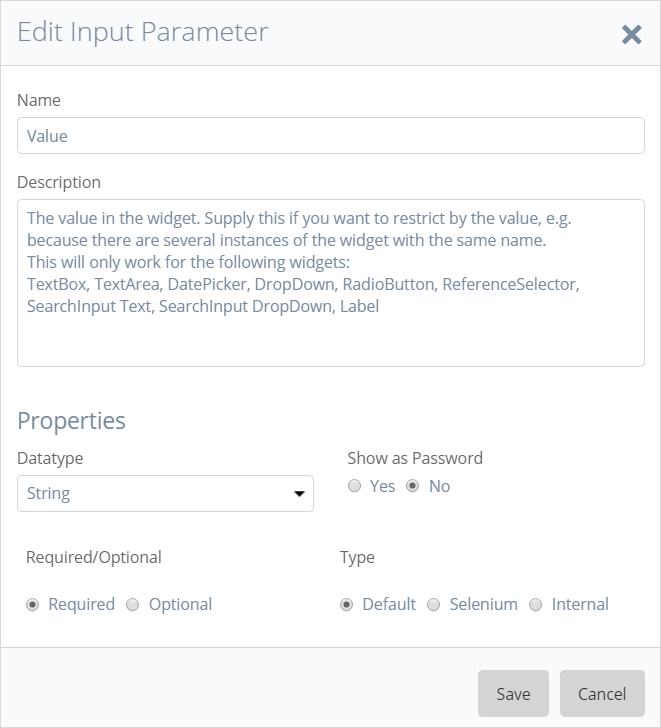 Edit Input Parameter
Name
Value
Description
The value in the widget. Supply this if you want to restrict by the value, e.g.
because there are several instances of the widget with the same name.
This will only work for the following widgets:
TextBox, TextArea, DatePicker, DropDown, RadioButton, ReferenceSelector,
SearchInput Text, SearchInput DropDown, Label
Properties
Datatype Show as Password
String Yes No
Required/Optional Type
Required Optional Default Selenium Internal
Save Cancel